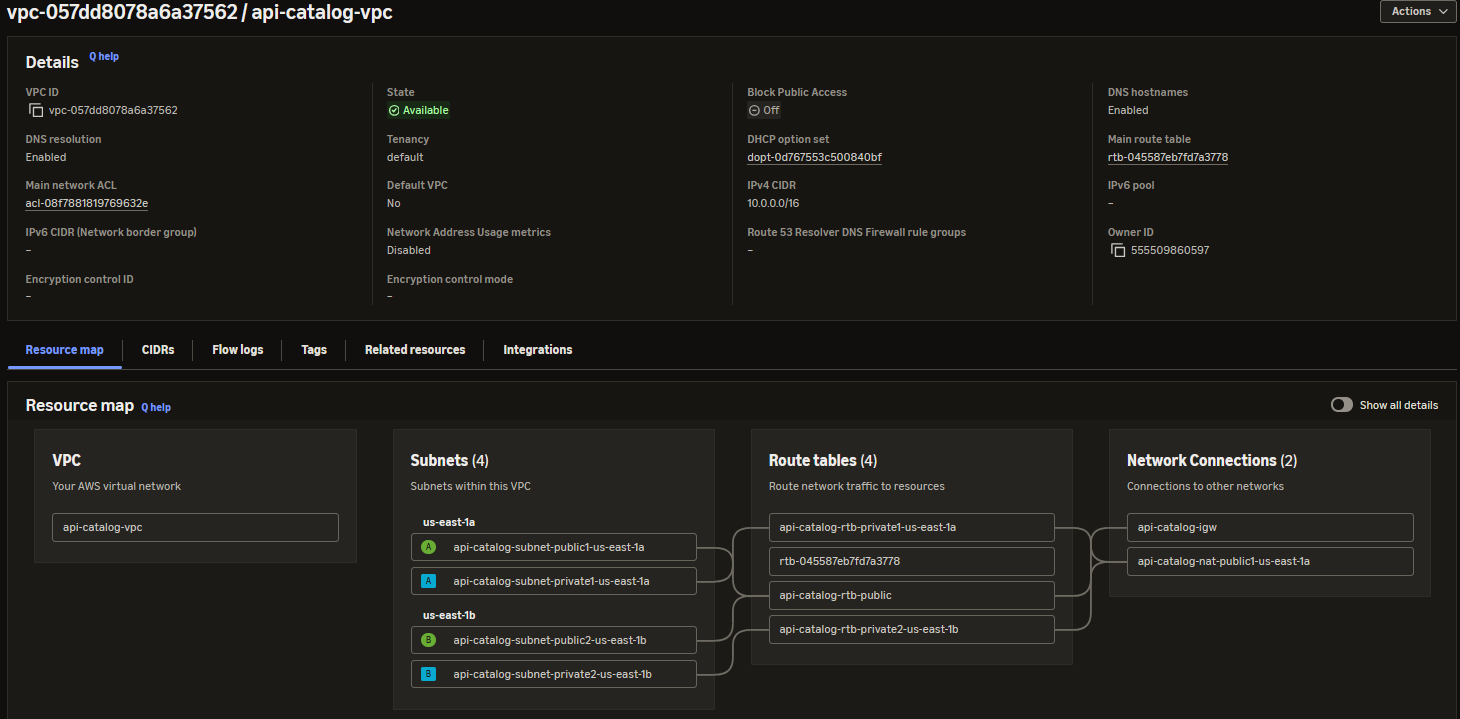 vpc-057dd8078a6a37562 / api-catalog-vpc
Actions
Details Q help
VPC ID
vpc-057dd8078a6a37562
State
Available
Block Public Access
Off
DNS hostnames
Enabled
DNS resolution
Enabled
Tenancy
default
DHCP option set
dopt-0d767553c500840bf
Main route table
rtb-045587eb7fd7a3778
Main network ACL
acl-08f7881819769632e
Default VPC
No
IPv4 CIDR
10.0.0.0/16
IPv6 pool
–
IPv6 CIDR (Network border group)
–
Network Address Usage metrics
Disabled
Route 53 Resolver DNS Firewall rule groups
–
Owner ID
555509860597
Encryption control ID
–
Encryption control mode
–
Resource map
CIDRs
Flow logs
Tags
Related resources
Integrations
Resource map Q help
Show all details
VPC
Your AWS virtual network
api-catalog-vpc
Subnets (4)
Subnets within this VPC
us-east-1a
A api-catalog-subnet-public1-us-east-1a
A api-catalog-subnet-private1-us-east-1a
us-east-1b
B api-catalog-subnet-public2-us-east-1b
B api-catalog-subnet-private2-us-east-1b
Route tables (4)
Route network traffic to resources
api-catalog-rtb-private1-us-east-1a
rtb-045587eb7fd7a3778
api-catalog-rtb-public
api-catalog-rtb-private2-us-east-1b
Network Connections (2)
Connections to other networks
api-catalog-igw
api-catalog-nat-public1-us-east-1a